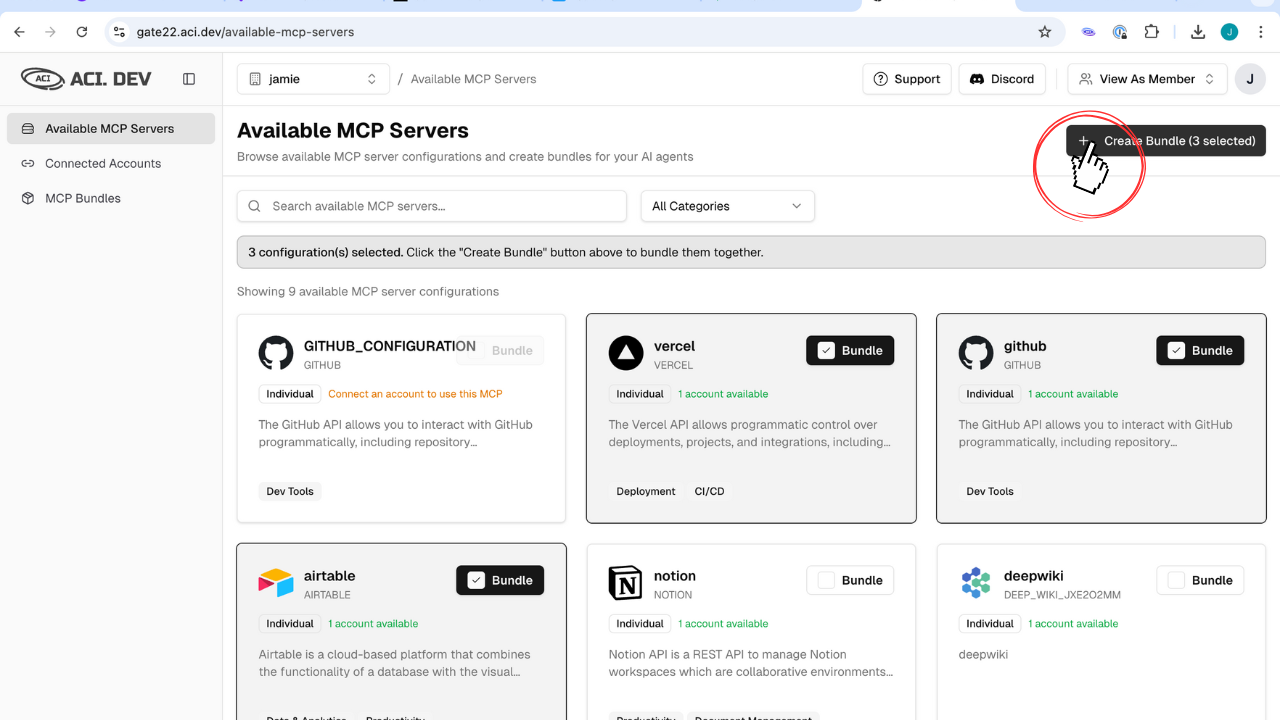 gate22.aci.dev/available-mcp-servers
J
ACI ACI. DEV
jamie
/ Available MCP Servers
Support
Discord
View As Member
J
Available MCP Servers
Connected Accounts
MCP Bundles
Available MCP Servers
Browse available MCP server configurations and create bundles for your AI agents
+ Create Bundle (3 selected)
Search available MCP servers...
All Categories
3 configuration(s) selected. Click the "Create Bundle" button above to bundle them together.
Showing 9 available MCP server configurations
GITHUB_CONFIGURATION
Bundle
GITHUB
Individual Connect an account to use this MCP
The GitHub API allows you to interact with GitHub
programmatically, including repository...
Dev Tools
vercel
Bundle
VERCEL
Individual 1 account available
The Vercel API allows programmatic control over
deployments, projects, and integrations, including...
Deployment CI/CD
github
Bundle
GITHUB
Individual 1 account available
The GitHub API allows you to interact with GitHub
programmatically, including repository...
Dev Tools
airtable
Bundle
AIRTABLE
Individual 1 account available
Airtable is a cloud-based platform that combines
the functionality of a database with the visual...
Data & Analytics Productivity
notion
Bundle
NOTION
Individual 1 account available
Notion API is a REST API to manage Notion
workspaces which are collaborative environments...
Productivity Document Management
deepwiki
Bundle
DEEP_WIKI_JXE2O2MM
Individual 1 account available
deepwiki